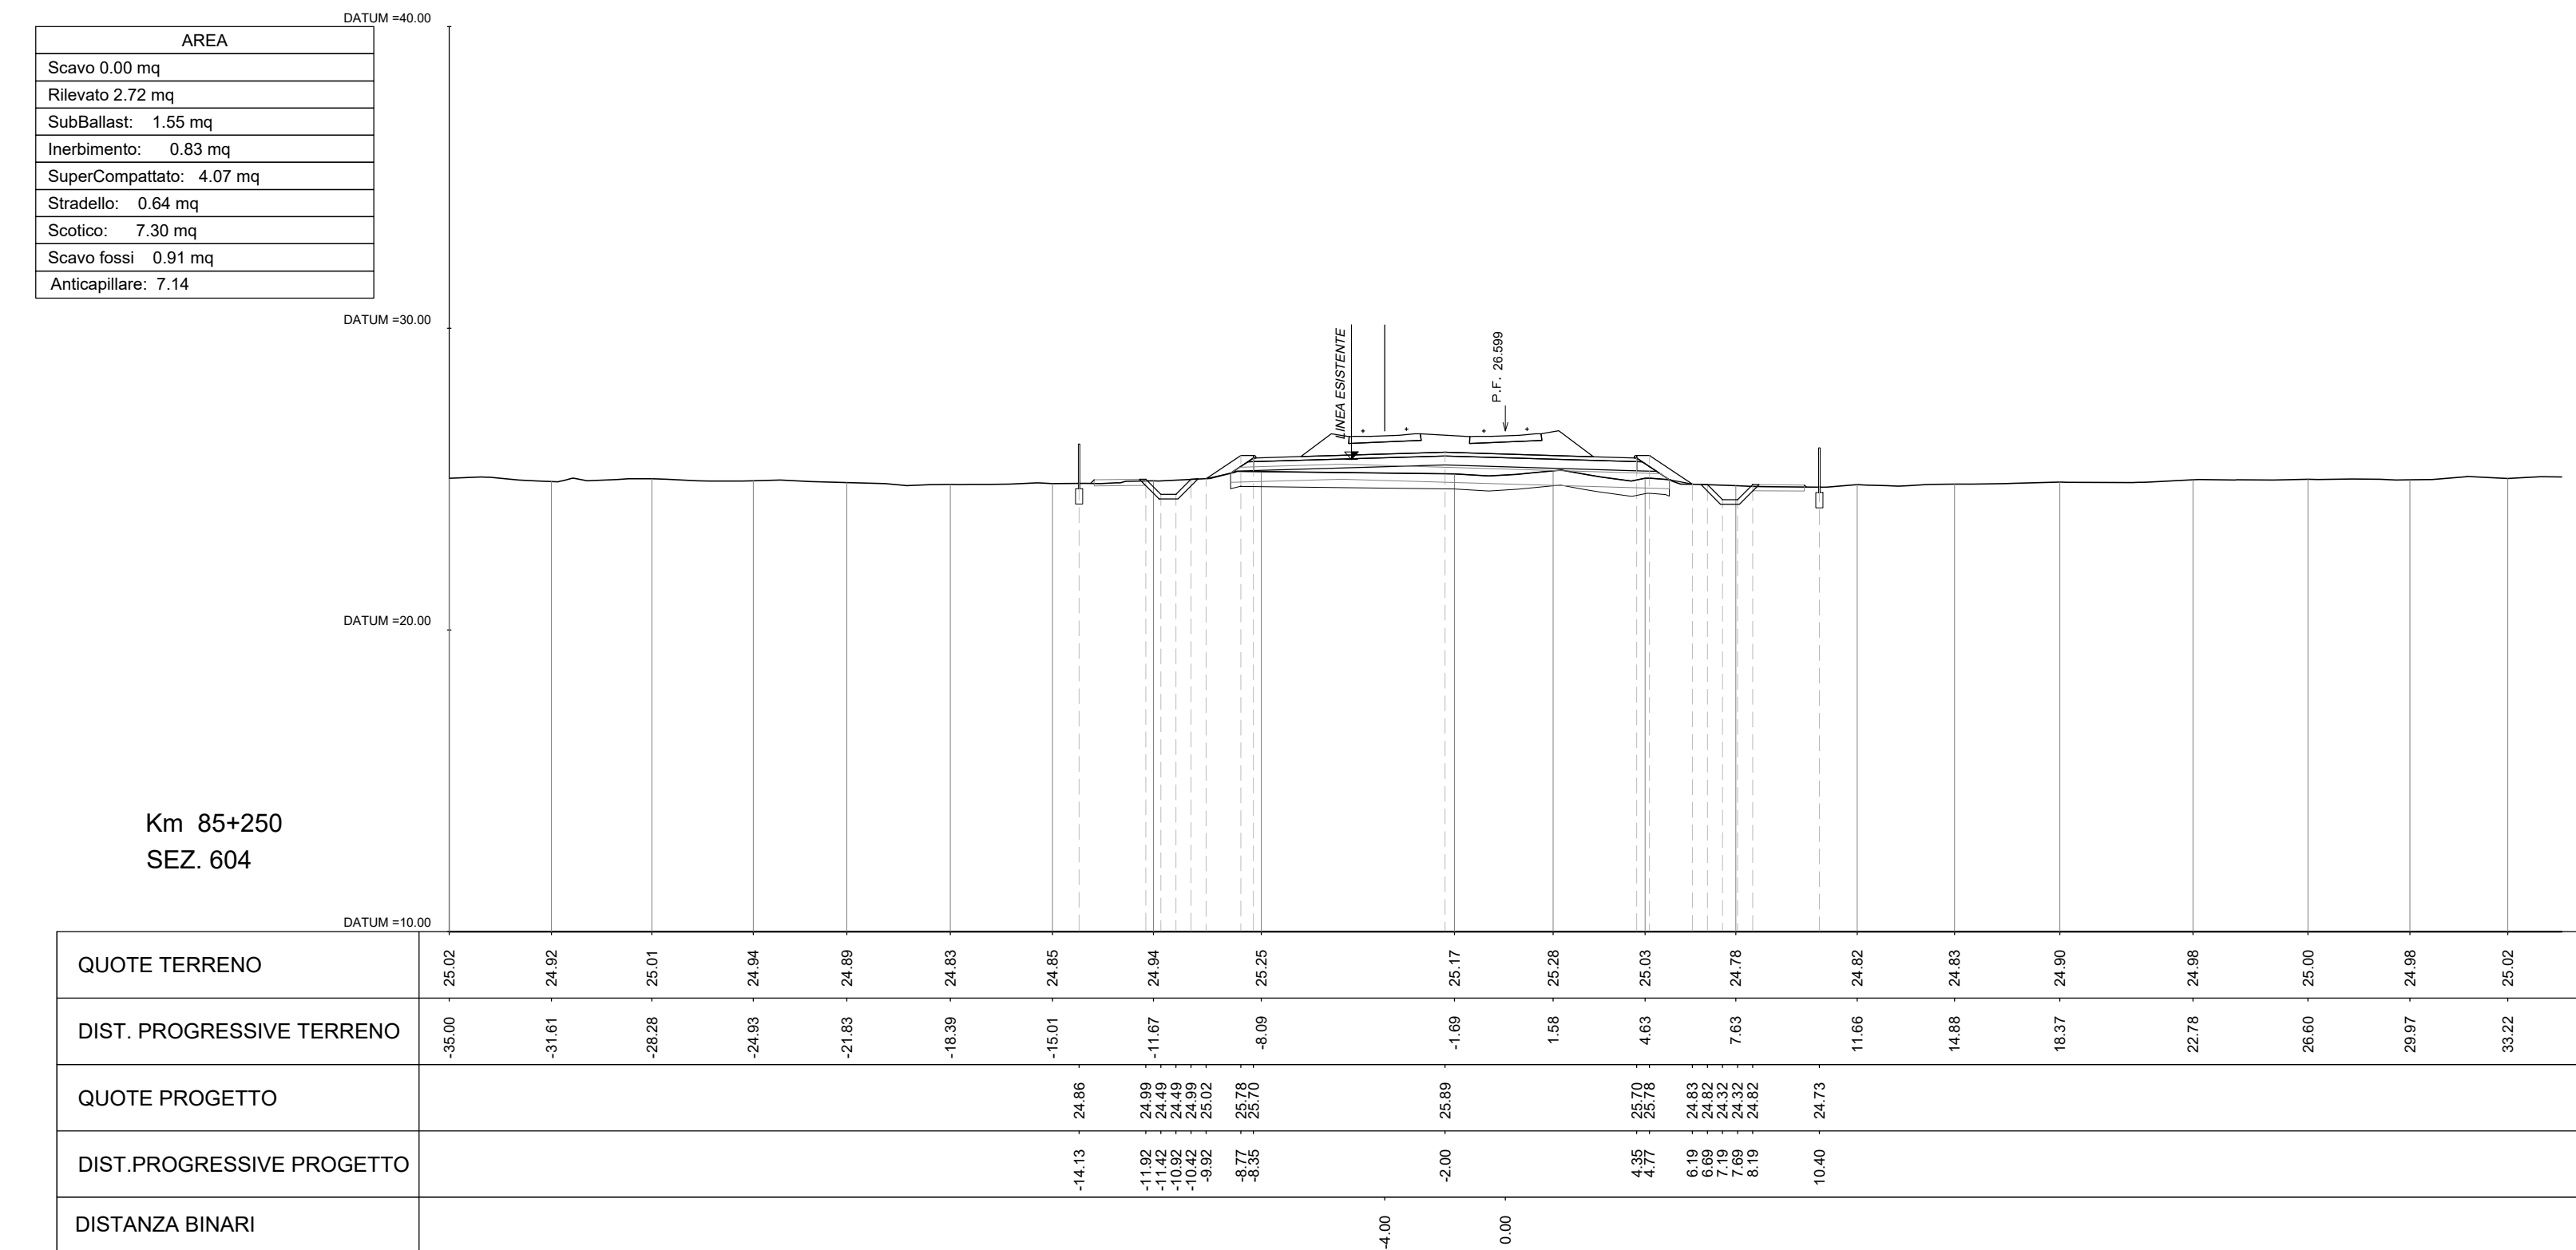 DATUM =40.00
AREA
Scavo 0.00 mq
Rilevato 2.72 mq
SubBallast: 1.55 mq
Inerbimento: 0.83 mq
SuperCompattato: 4.07 mq
Stradello: 0.64 mq
Scotico: 7.30 mq
Scavo fossi 0.91 mq
Anticapillare: 7.14
DATUM =30.00
LINEA ESISTENTE
P.F. 26.599
DATUM =20.00
Km 85+250
SEZ. 604
DATUM =10.00
QUOTE TERRENO 25.02 24.92 25.01 24.94 24.89 24.83 24.85 24.94 25.25 25.17 25.28 25.03 24.78 24.82 24.83 24.90 24.98 25.00 24.98 25.02
DIST. PROGRESSIVE TERRENO -35.00 -31.61 -28.28 -24.93 -21.83 -18.39 -15.01 -11.67 -8.09 -1.69 1.58 4.63 7.63 11.66 14.88 18.37 22.78 26.60 29.97 33.22
QUOTE PROGETTO 24.86 24.99 24.49 24.49 24.99 25.02 25.78 25.70 25.89 25.70 25.78 24.83 24.82 24.32 24.32 24.82 24.73
DIST.PROGRESSIVE PROGETTO -14.13 -11.92 -11.42 -10.92 -10.42 -9.92 -8.77 -8.35 -2.00 4.35 4.77 6.19 6.69 7.19 7.69 8.19 10.40
DISTANZA BINARI -4.00 0.00